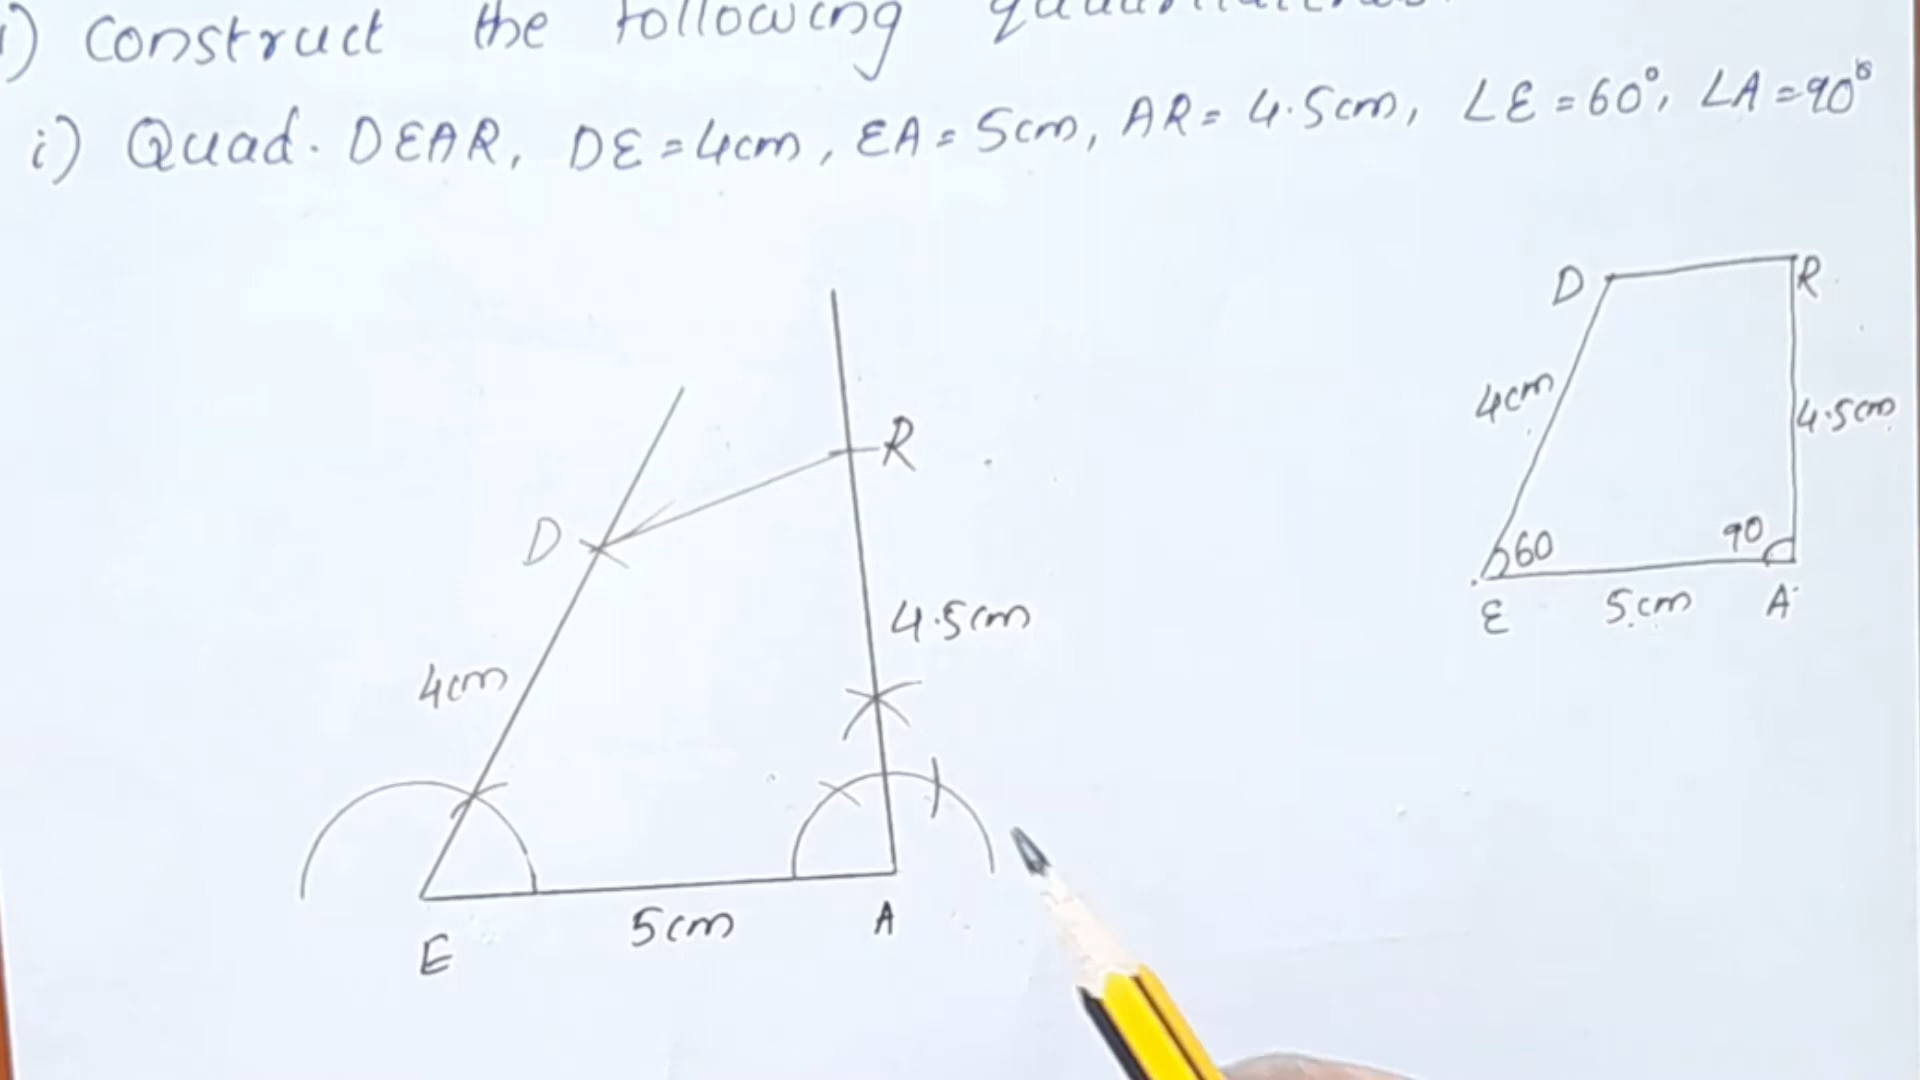 1) Construct the following
i) Quad. DEAR, DE = 4cm, EA = 5cm, AR = 4.5cm, ∠E = 60°, ∠A = 90°
D R
4cm 4.5cm
60 90
E 5cm A
R
D
4.5cm
4cm
5cm A
E